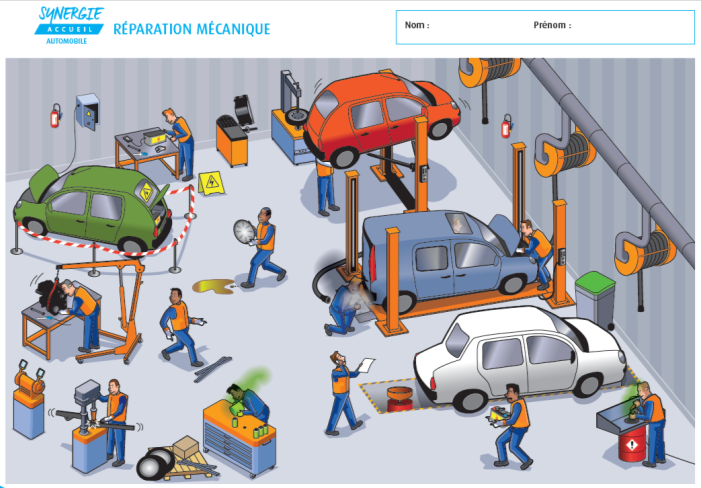 SYNERGIE
ACCUEIL
AUTOMOBILE
RÉPARATION MÉCANIQUE
Nom :
Prénom :